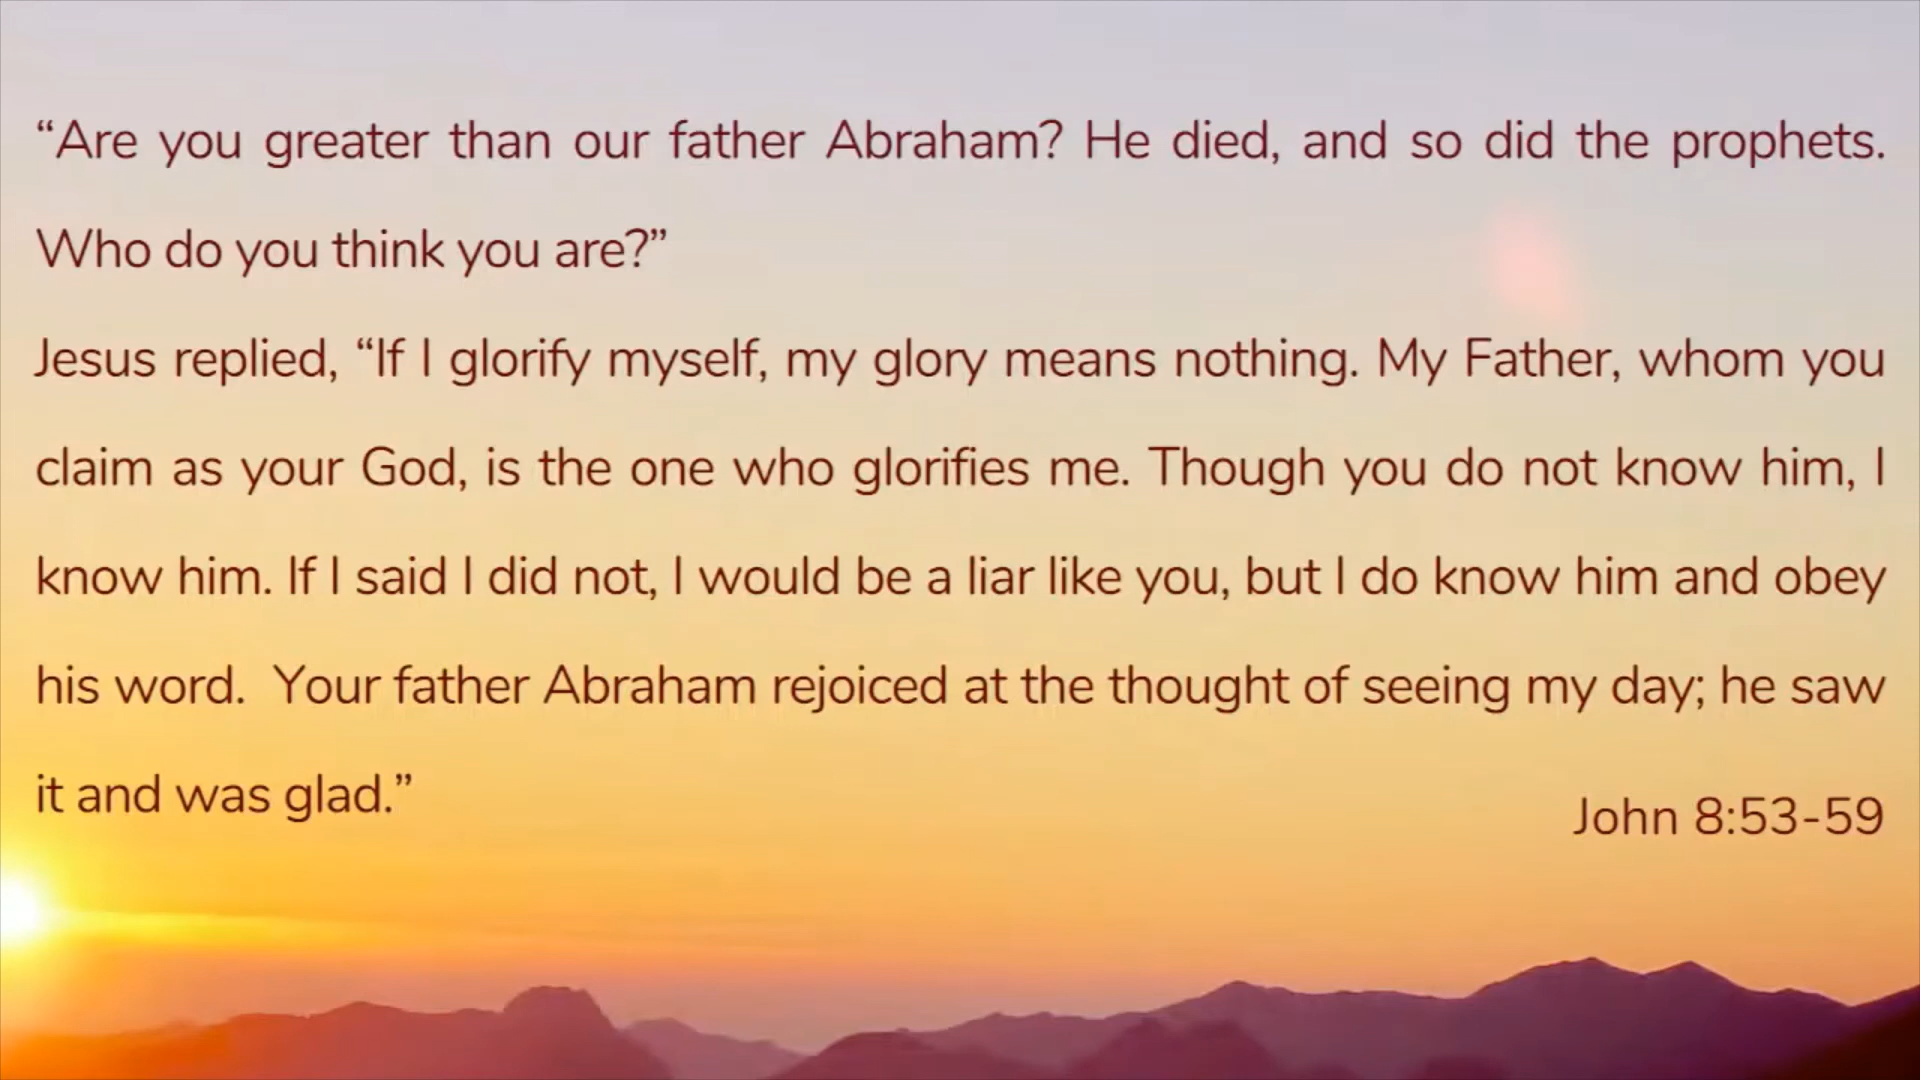 “Are you greater than our father Abraham? He died, and so did the prophets.
Who do you think you are?”
Jesus replied, “If I glorify myself, my glory means nothing. My Father, whom you
claim as your God, is the one who glorifies me. Though you do not know him, I
know him. If I said I did not, I would be a liar like you, but I do know him and obey
his word.  Your father Abraham rejoiced at the thought of seeing my day; he saw
it and was glad.”
John 8:53-59